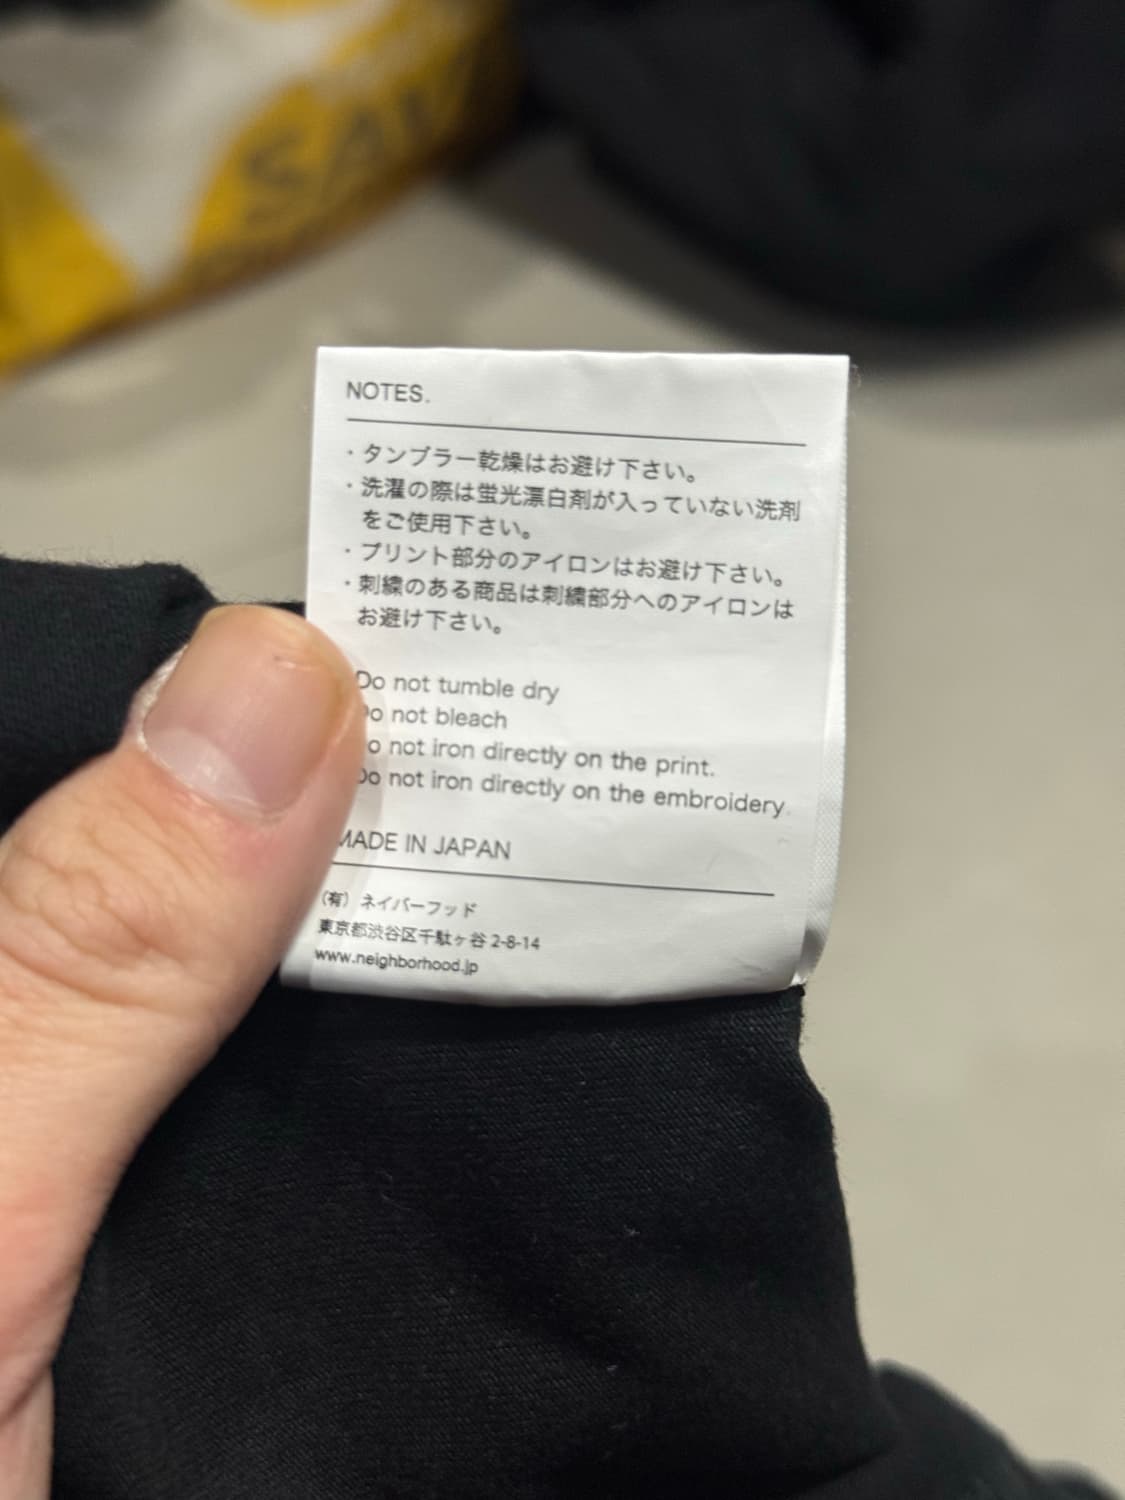 NOTES.
・タンブラー乾燥はお避け下さい。
・洗濯の際は蛍光漂白剤が入っていない洗剤
をご使用下さい。
・プリント部分のアイロンはお避け下さい。
・刺繍のある商品は刺繍部分へのアイロンは
お避け下さい。
Do not tumble dry
Do not bleach
Do not iron directly on the print.
Do not iron directly on the embroidery.
MADE IN JAPAN
(有) ネイバーフッド
東京都渋谷区千駄ヶ谷 2-8-14
www.neighborhood.jp